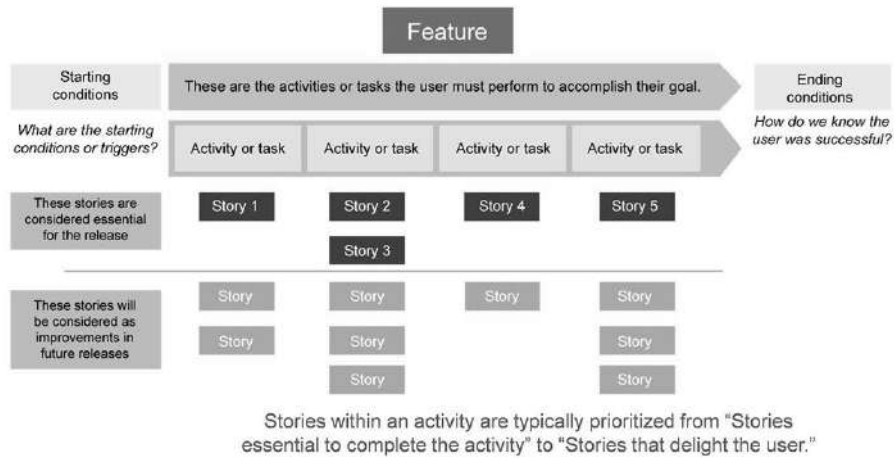 Feature
Starting
conditions
These are the activities or tasks the user must perform to accomplish their goal.
Ending
conditions
What are the starting
conditions or triggers?
Activity or task
Activity or task
Activity or task
Activity or task
How do we know the
user was successful?
These stories are
considered essential
for the release
Story 1
Story 2
Story 4
Story 5
Story 3
These stories will
be considered as
improvements in
future releases
Story
Story
Story
Story
Story
Story
Story
Story
Story
Stories within an activity are typically prioritized from “Stories
essential to complete the activity” to “Stories that delight the user.”